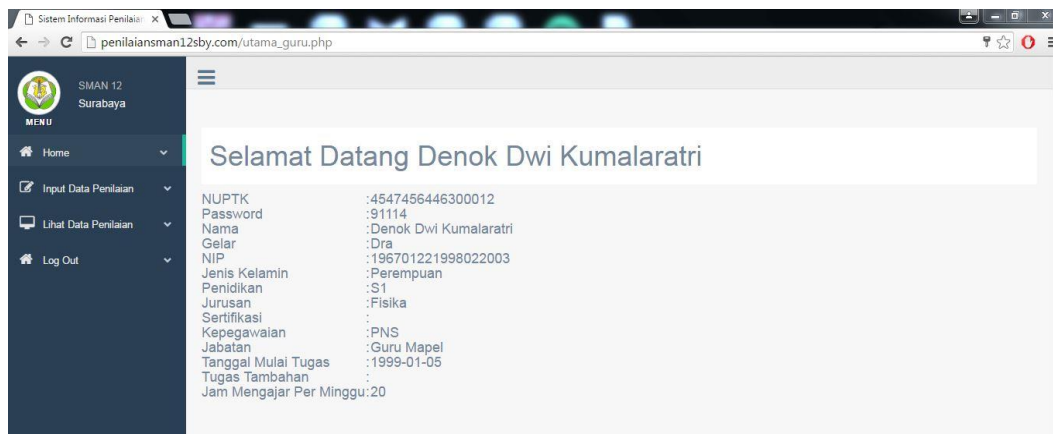 Sistem Informasi Penilaian
penilaiansman12sby.com/utama_guru.php
SMAN 12
Surabaya
MENU
Home
Input Data Penilaian
Lihat Data Penilaian
Log Out
Selamat Datang Denok Dwi Kumalaratri
NUPTK :4547456446300012
Password :91114
Nama :Denok Dwi Kumalaratri
Gelar :Dra
NIP :196701221998022003
Jenis Kelamin :Perempuan
Penidikan :S1
Jurusan :Fisika
Sertifikasi :
Kepegawaian :PNS
Jabatan :Guru Mapel
Tanggal Mulai Tugas :1999-01-05
Tugas Tambahan :
Jam Mengajar Per Minggu:20